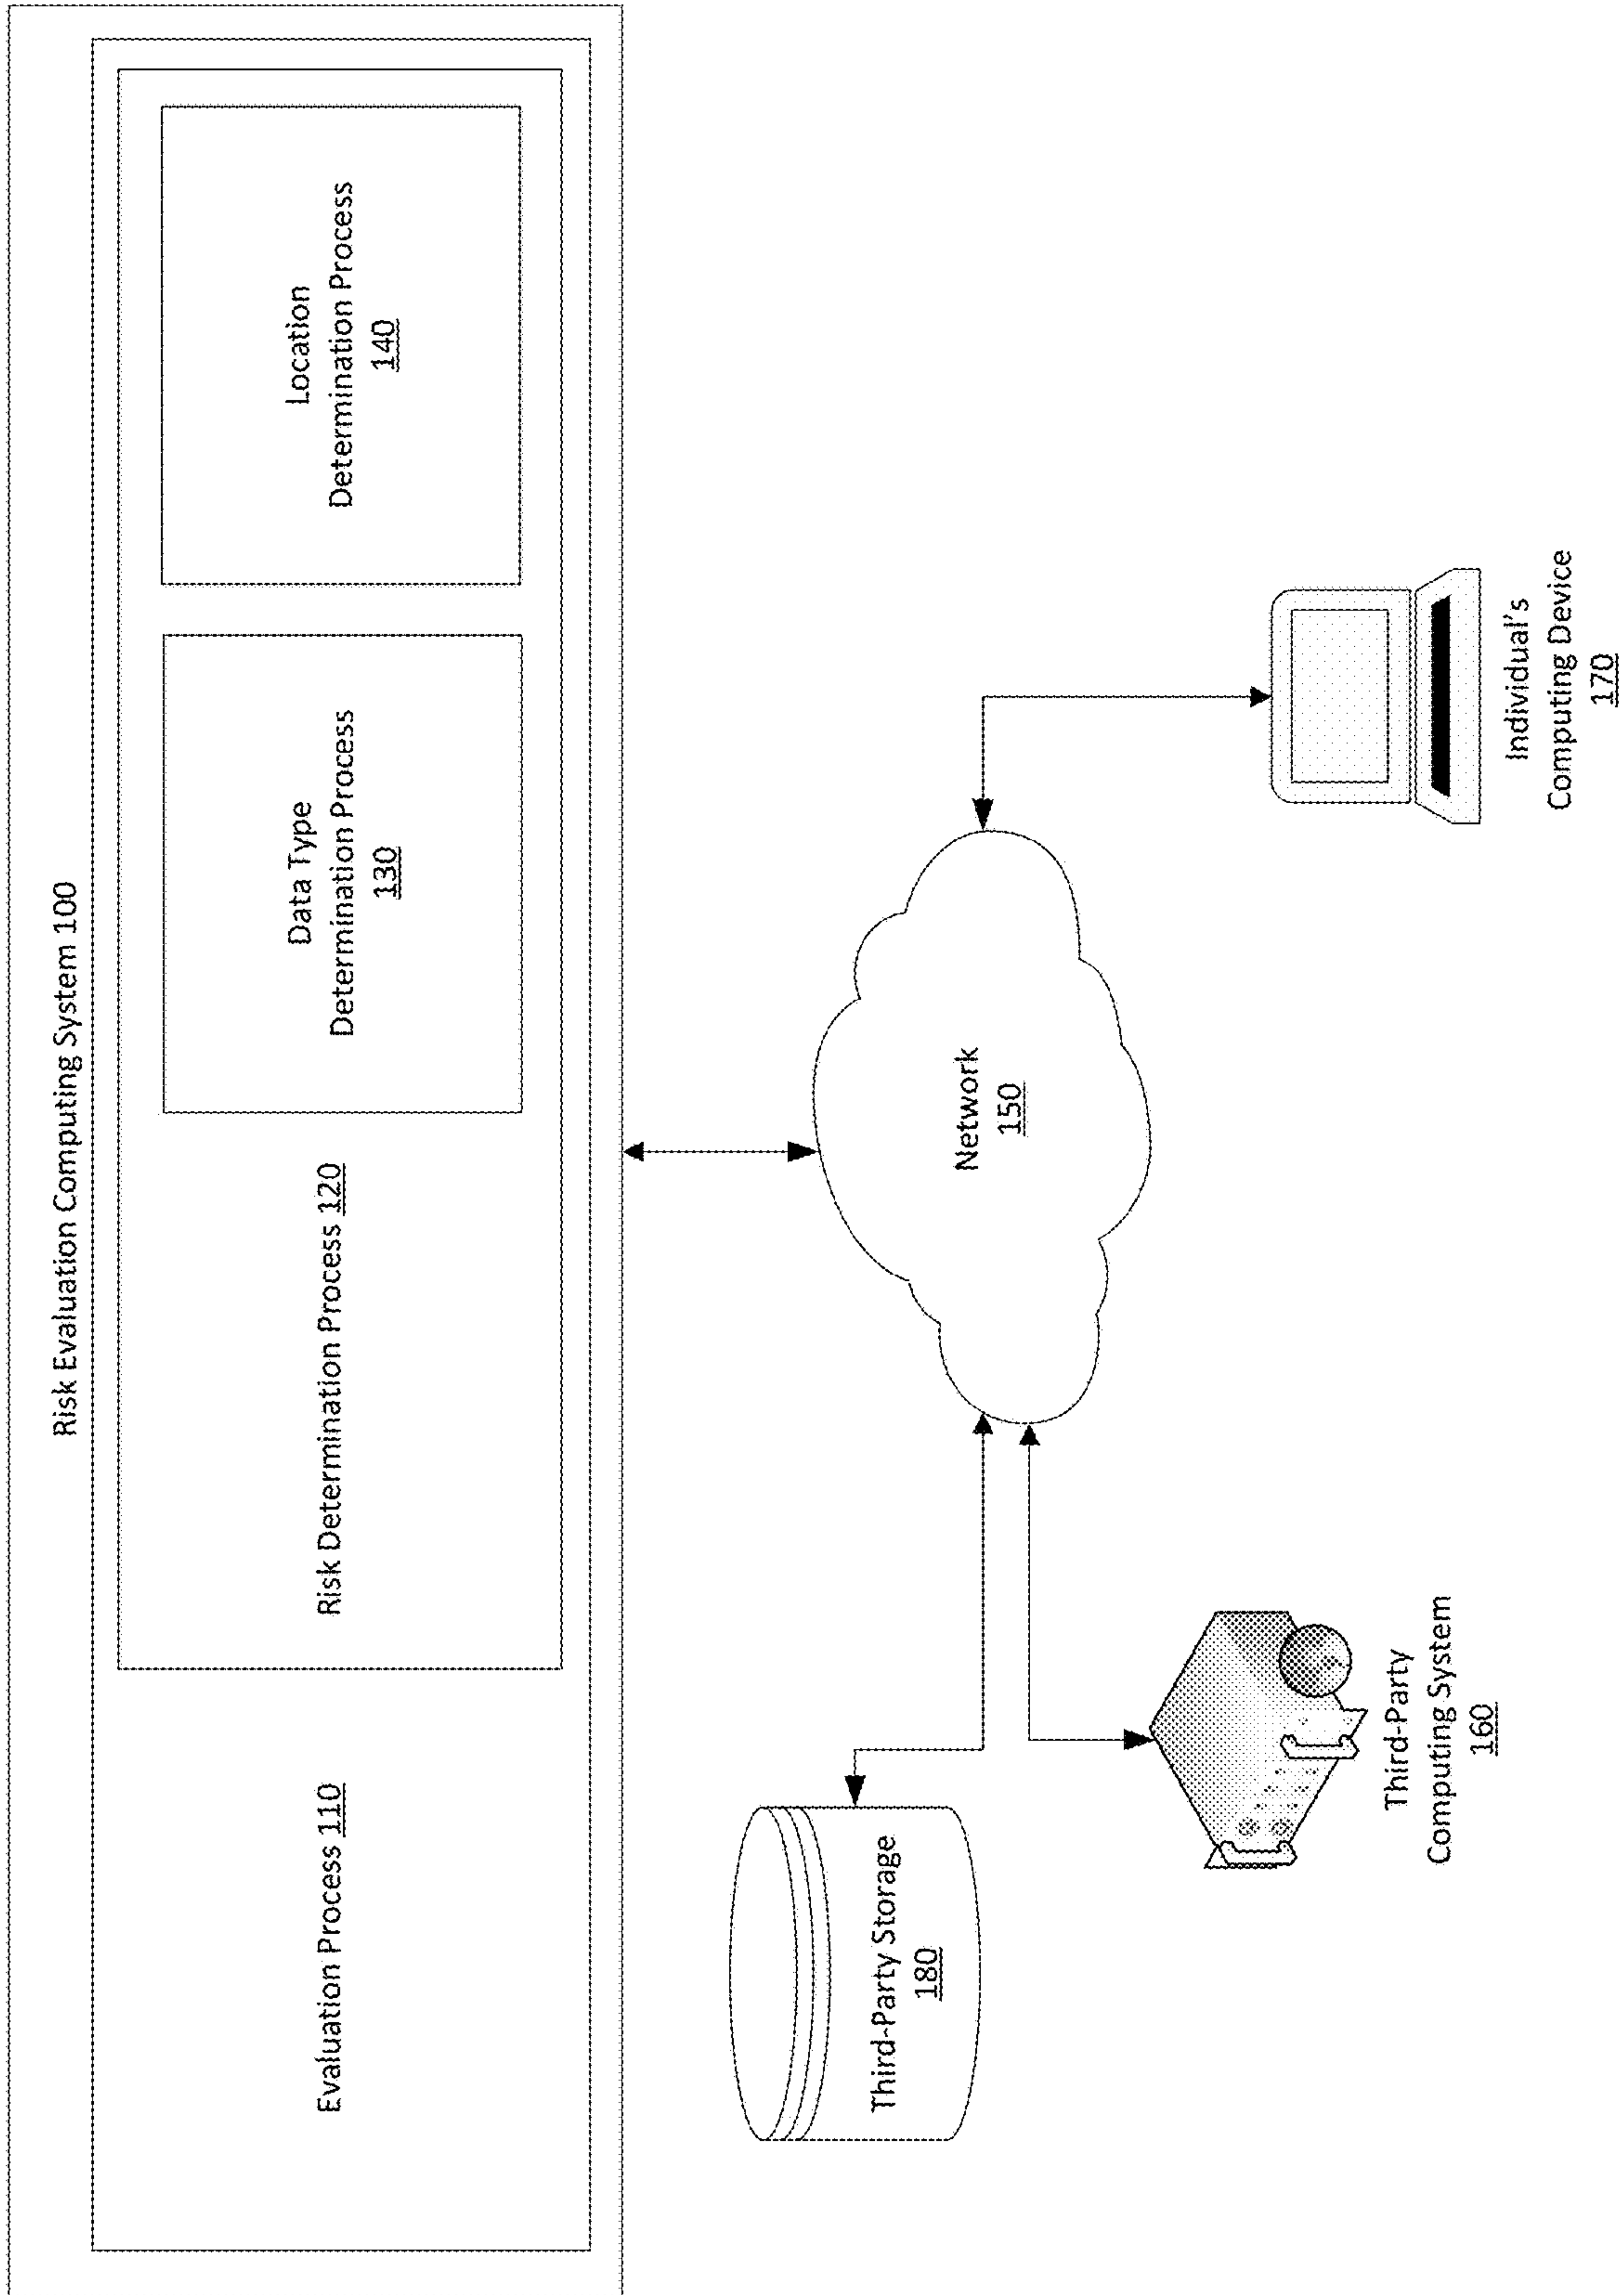 Risk Evaluation Computing System 100
Evaluation Process 110
Risk Determination Process 120
Data Type
Determination Process
130
Location
Determination Process
140
Network
150
Third-Party Storage
180
Third-Party
Computing System
160
Individual's
Computing Device
170